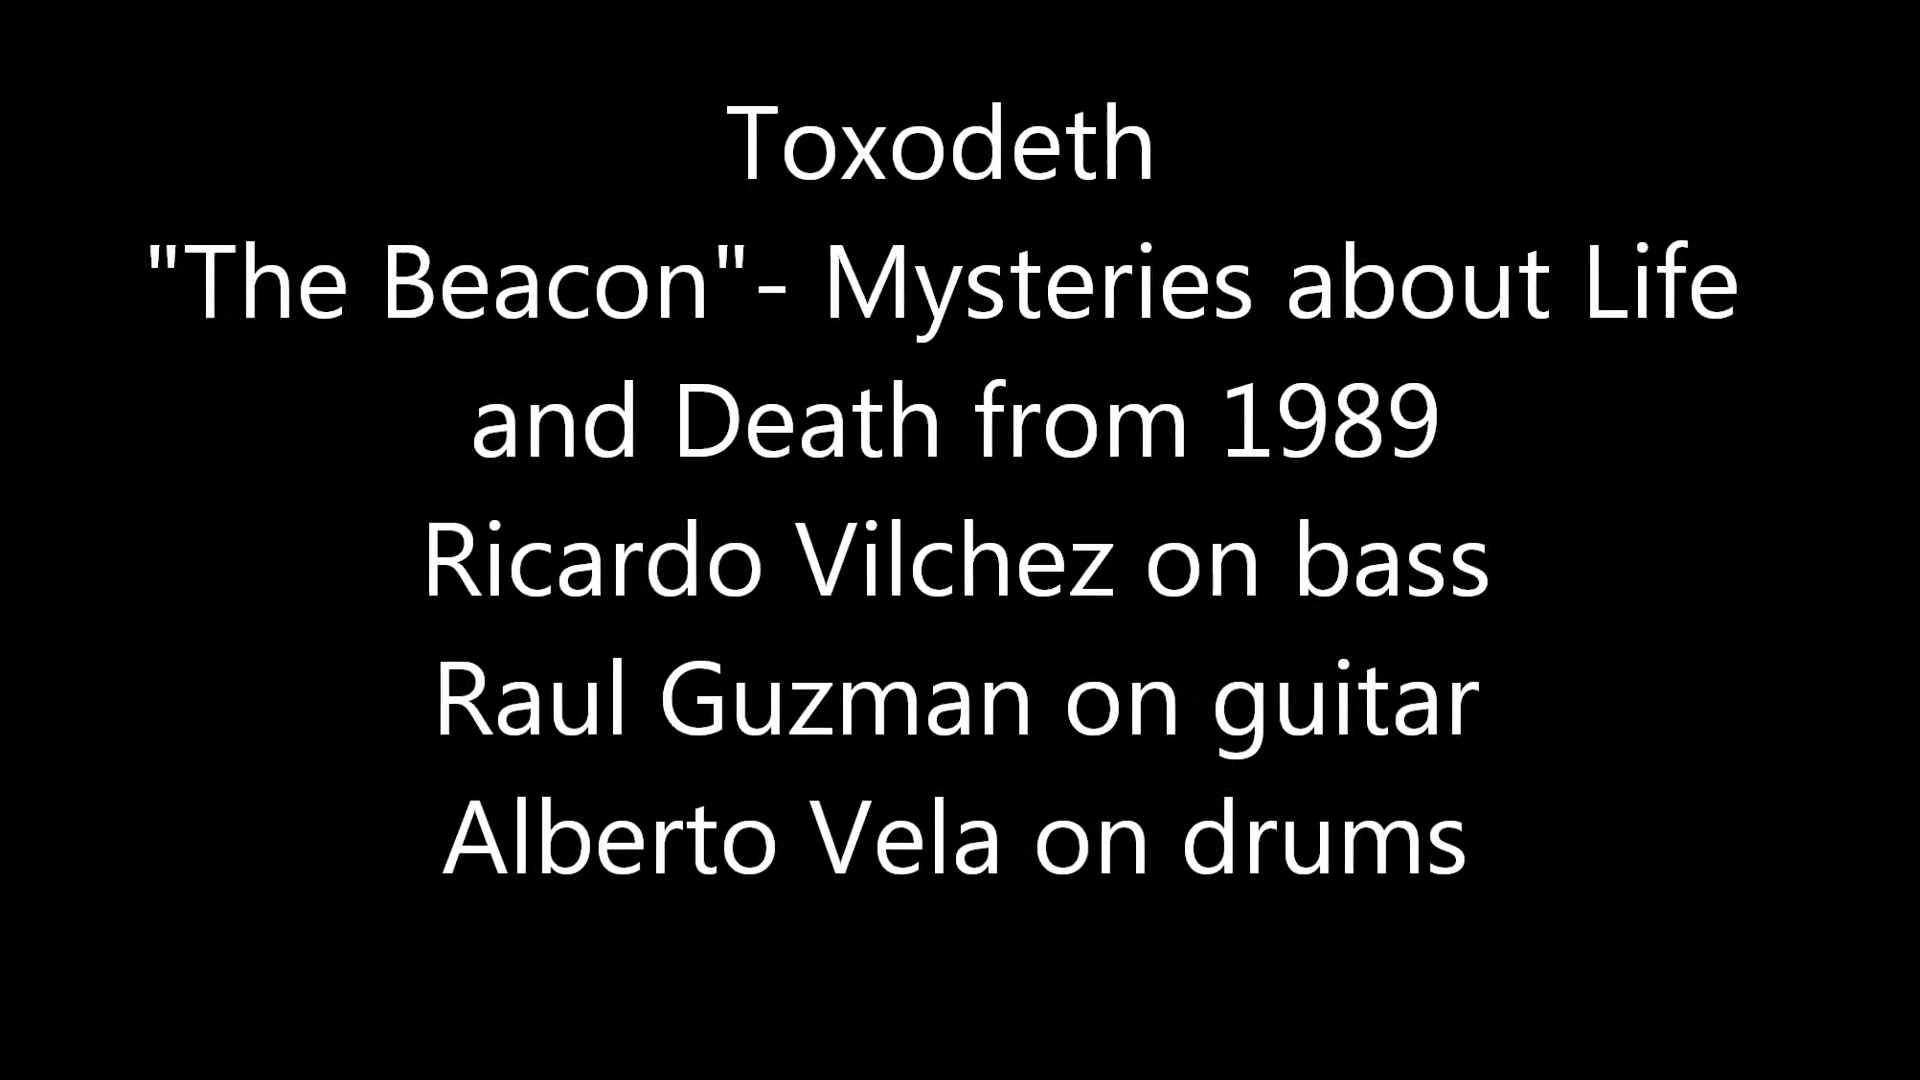 Toxodeth
"The Beacon"- Mysteries about Life
and Death from 1989
Ricardo Vilchez on bass
Raul Guzman on guitar
Alberto Vela on drums